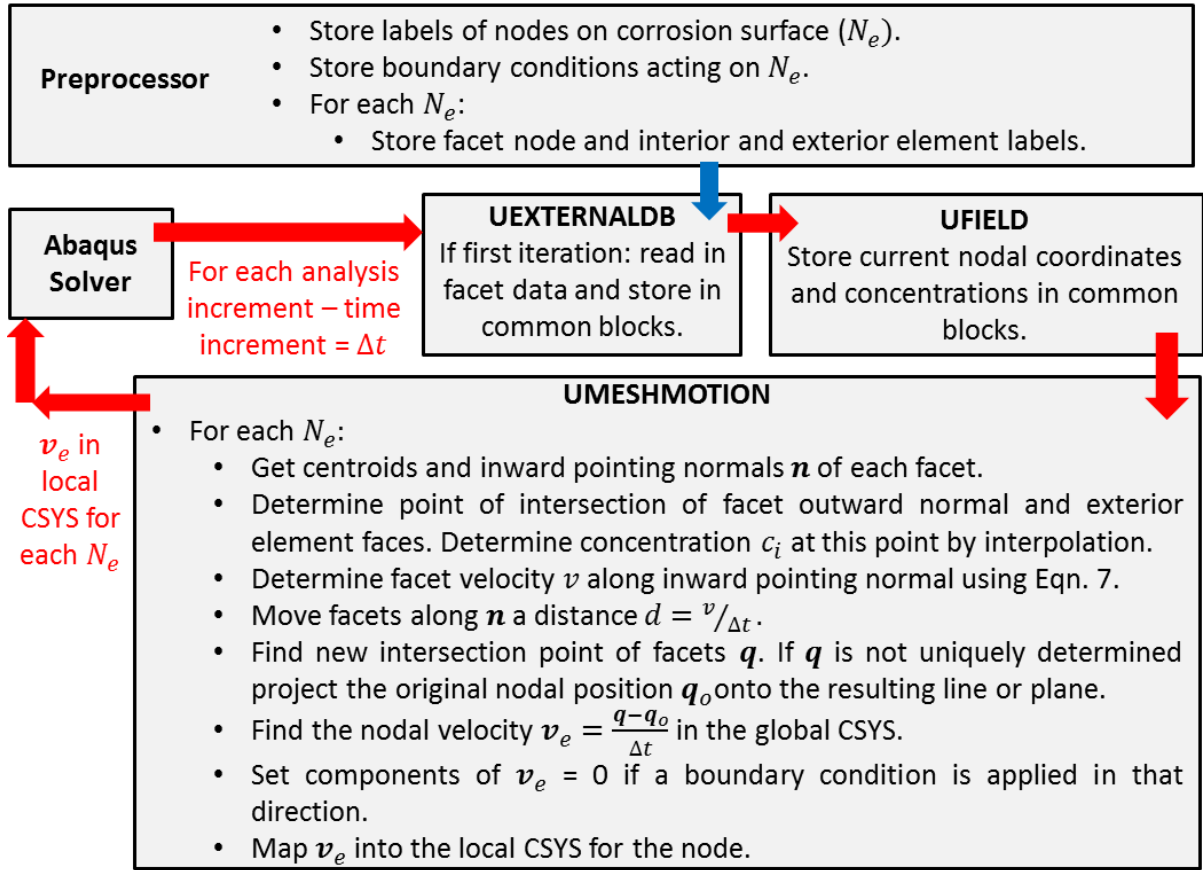 Preprocessor
• Store labels of nodes on corrosion surface (Nₑ).
• Store boundary conditions acting on Nₑ.
• For each Nₑ:
• Store facet node and interior and exterior element labels.
Abaqus
Solver
For each analysis
increment – time
increment = Δt
UEXTERNALDB
If first iteration: read in
facet data and store in
common blocks.
UFIELD
Store current nodal coordinates
and concentrations in common
blocks.
𝒗ₑ in
local
CSYS for
each Nₑ
UMESHMOTION
• For each Nₑ:
• Get centroids and inward pointing normals 𝒏 of each facet.
• Determine point of intersection of facet outward normal and exterior
element faces. Determine concentration cᵢ at this point by interpolation.
• Determine facet velocity v along inward pointing normal using Eqn. 7.
• Move facets along 𝒏 a distance d = v/Δt.
• Find new intersection point of facets 𝒒. If 𝒒 is not uniquely determined
project the original nodal position 𝒒ₒ onto the resulting line or plane.
• Find the nodal velocity 𝒗ₑ = (𝒒−𝒒ₒ)/Δt in the global CSYS.
• Set components of 𝒗ₑ = 0 if a boundary condition is applied in that
direction.
• Map 𝒗ₑ into the local CSYS for the node.